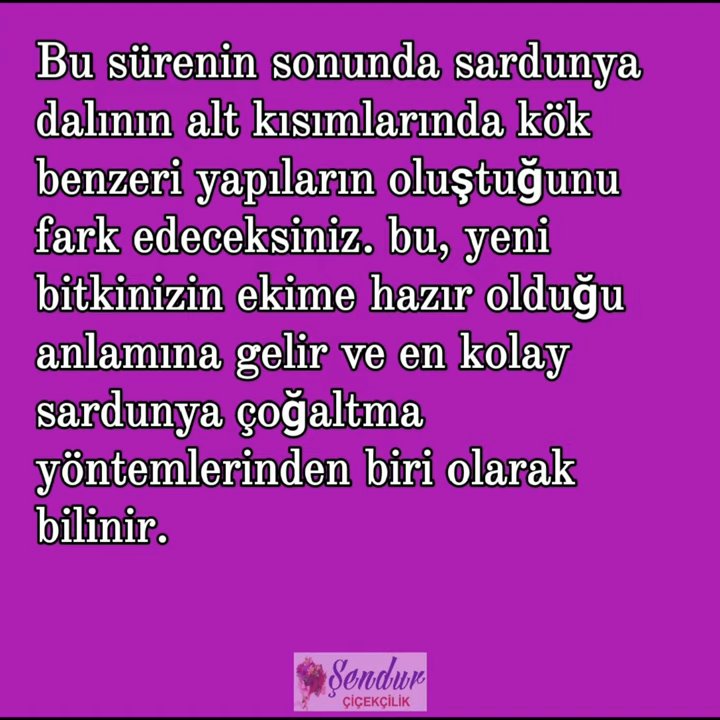 Bu sürenin sonunda sardunya
dalının alt kısımlarında kök
benzeri yapıların oluştuğunu
fark edeceksiniz. bu, yeni
bitkinizin ekime hazır olduğu
anlamına gelir ve en kolay
sardunya çoğaltma
yöntemlerinden biri olarak
bilinir.
Şendur
ÇİÇEKÇİLİK